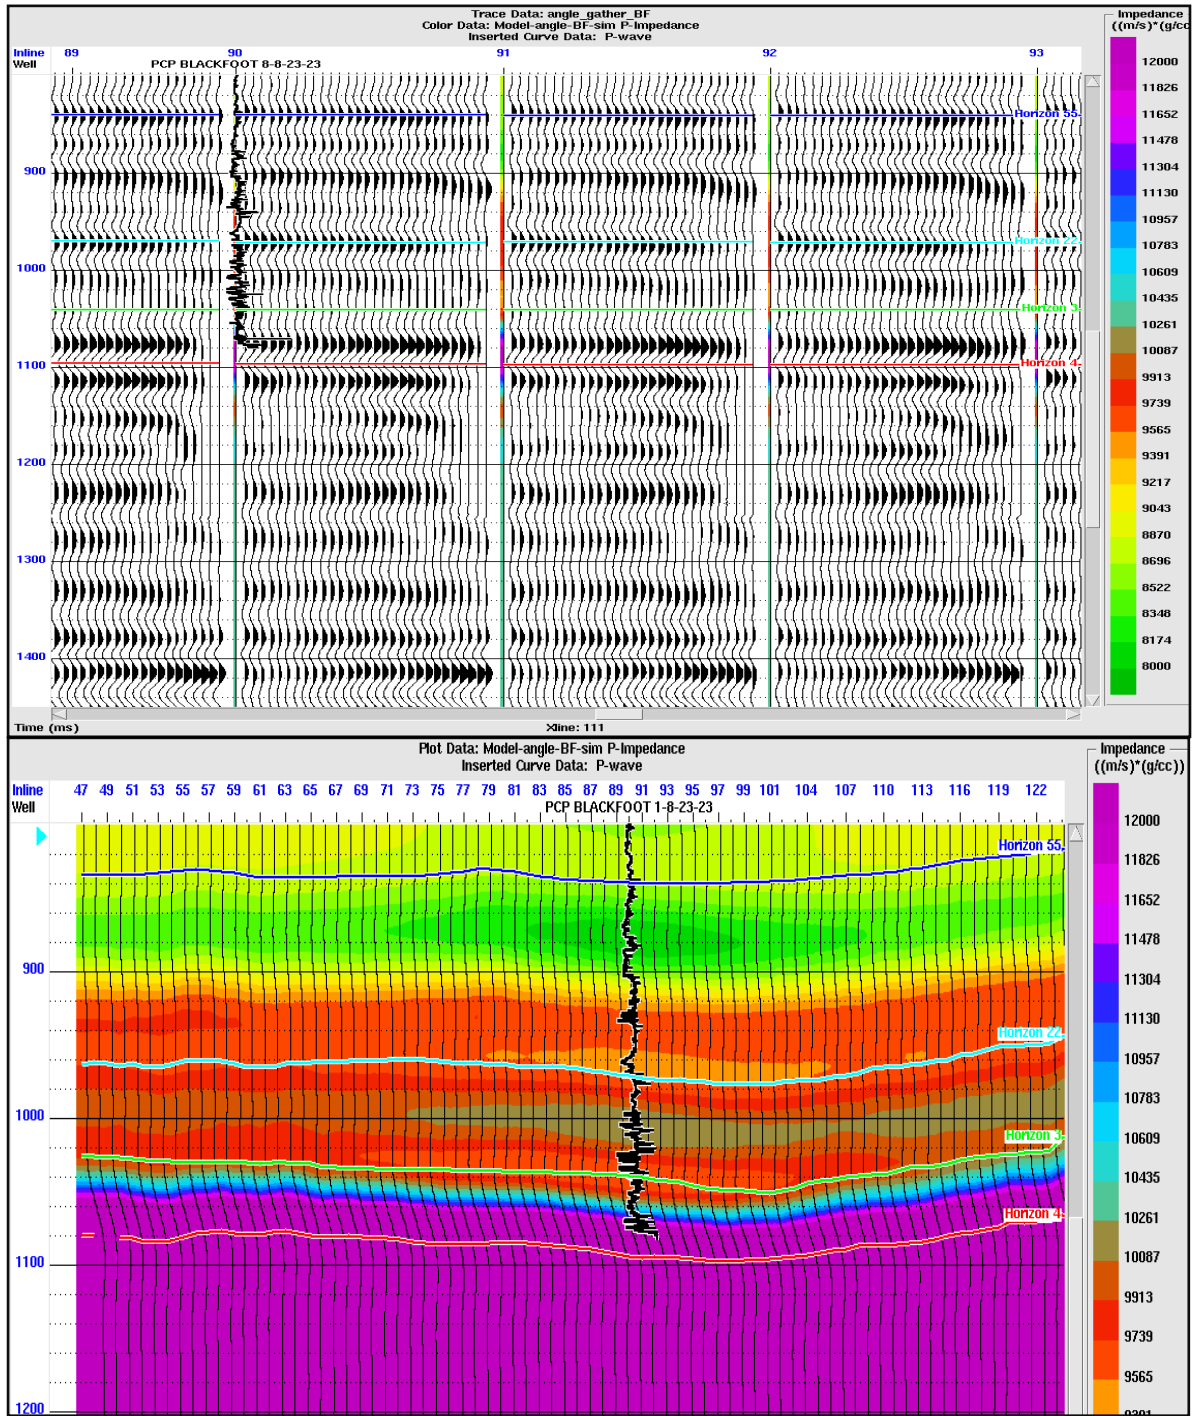 Trace Data: angle_gather_BF
Color Data: Model-angle-BF-sim P-Impedance
Inserted Curve Data: P-wave
Impedance
((m/s)*(g/cc
Inline 89 90 91 92 93
Well PCP BLACKFOOT 8-8-23-23
Horizon 55
900
Horizon 22
1000
Horizon 3
1100
Horizon 4
1200
1300
1400
12000
11826
11652
11478
11304
11130
10957
10783
10609
10435
10261
10087
9913
9739
9565
9391
9217
9043
8870
8696
8522
8348
8174
8000
Time (ms) Xline: 111
Plot Data: Model-angle-BF-sim P-Impedance
Inserted Curve Data: P-wave
Impedance
((m/s)*(g/cc))
Inline 47 49 51 53 55 57 59 61 63 65 67 69 71 73 75 77 79 81 83 85 87 89 91 93 95 97 99 101 104 107 110 113 116 119 122
Well PCP BLACKFOOT 1-8-23-23
Horizon 55
900
Horizon 22
1000
Horizon 3
Horizon 4
1100
1200
12000
11826
11652
11478
11304
11130
10957
10783
10609
10435
10261
10087
9913
9739
9565
9391